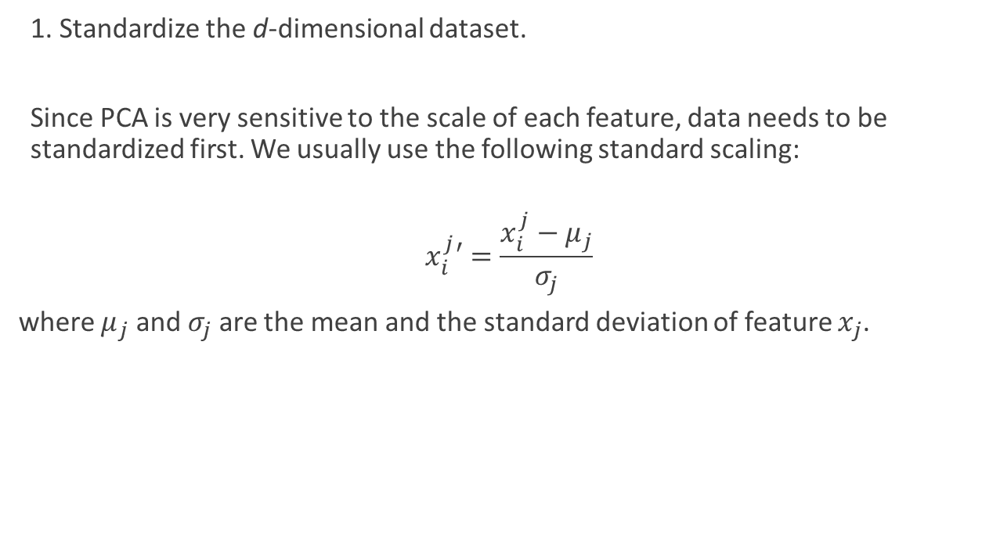 1. Standardize the d-dimensional dataset.
Since PCA is very sensitive to the scale of each feature, data needs to be
standardized first. We usually use the following standard scaling:
$x_i^{j\prime} = \frac{x_i^j - \mu_j}{\sigma_j}$
where $\mu_j$ and $\sigma_j$ are the mean and the standard deviation of feature $x_j$.